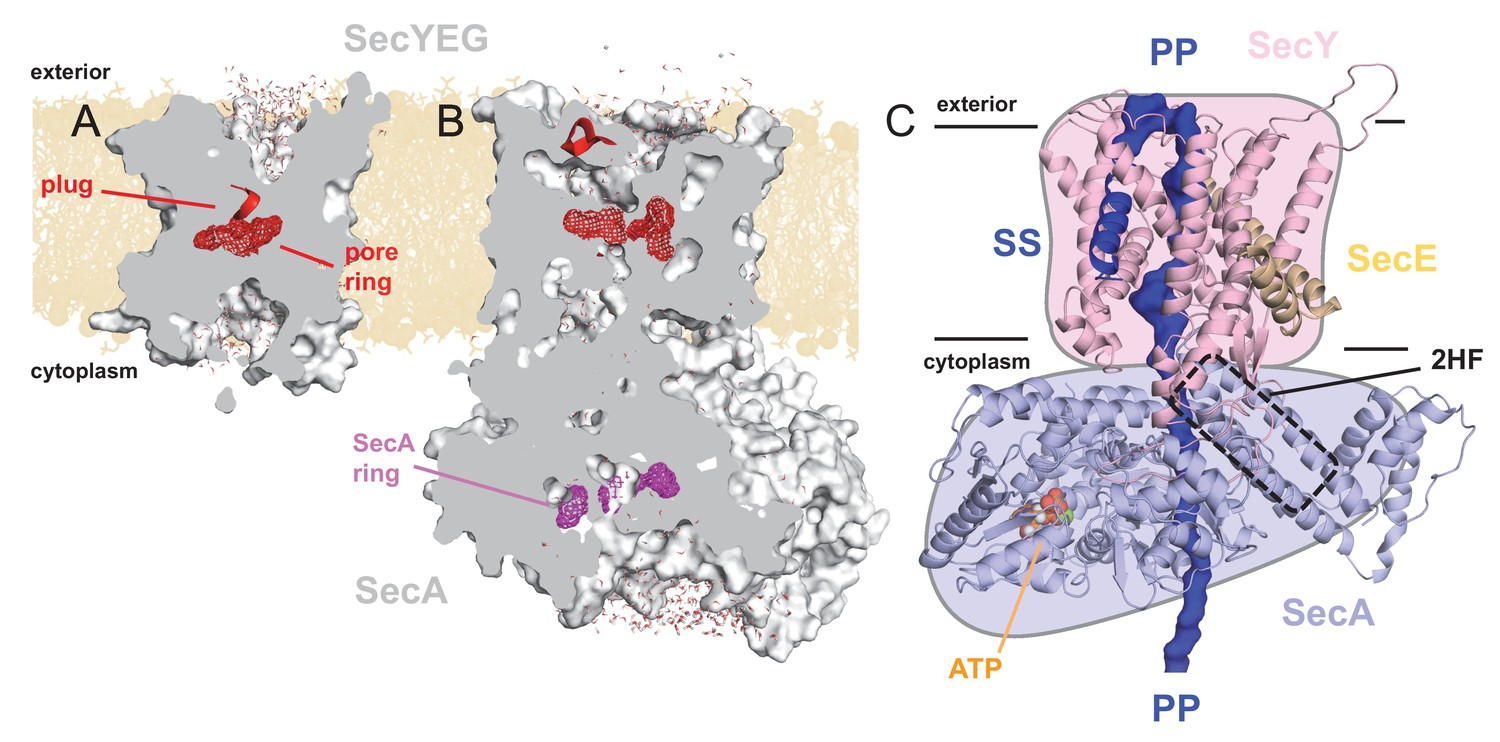 SecYEG
exterior
A
plug
pore
ring
cytoplasm
B
SecA
ring
SecA
C
PP
SecY
exterior
SS
SecE
cytoplasm
2HF
SecA
ATP
PP